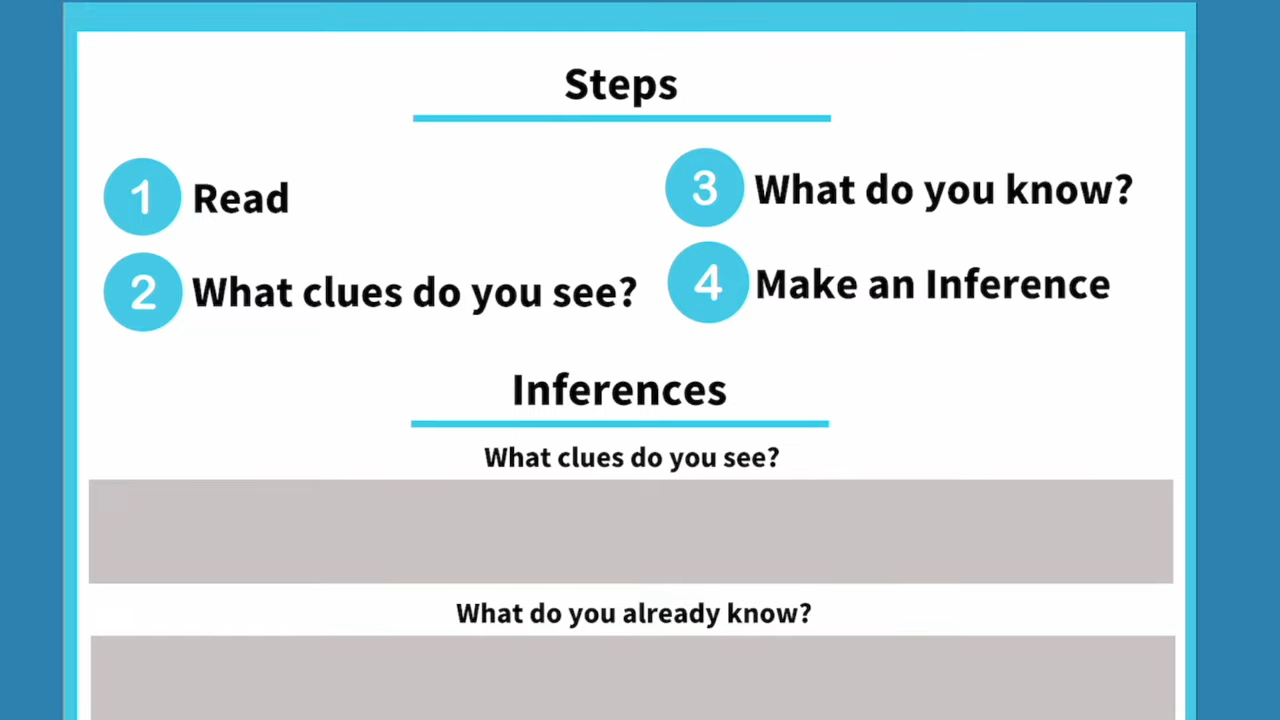 Steps
1 Read
2 What clues do you see?
3 What do you know?
4 Make an Inference
Inferences
What clues do you see?
What do you already know?